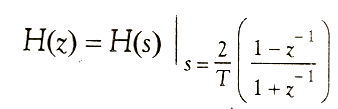 H(z) = H(s) | s = 2/T ( (1 − z^−1) / (1 + z^−1) )